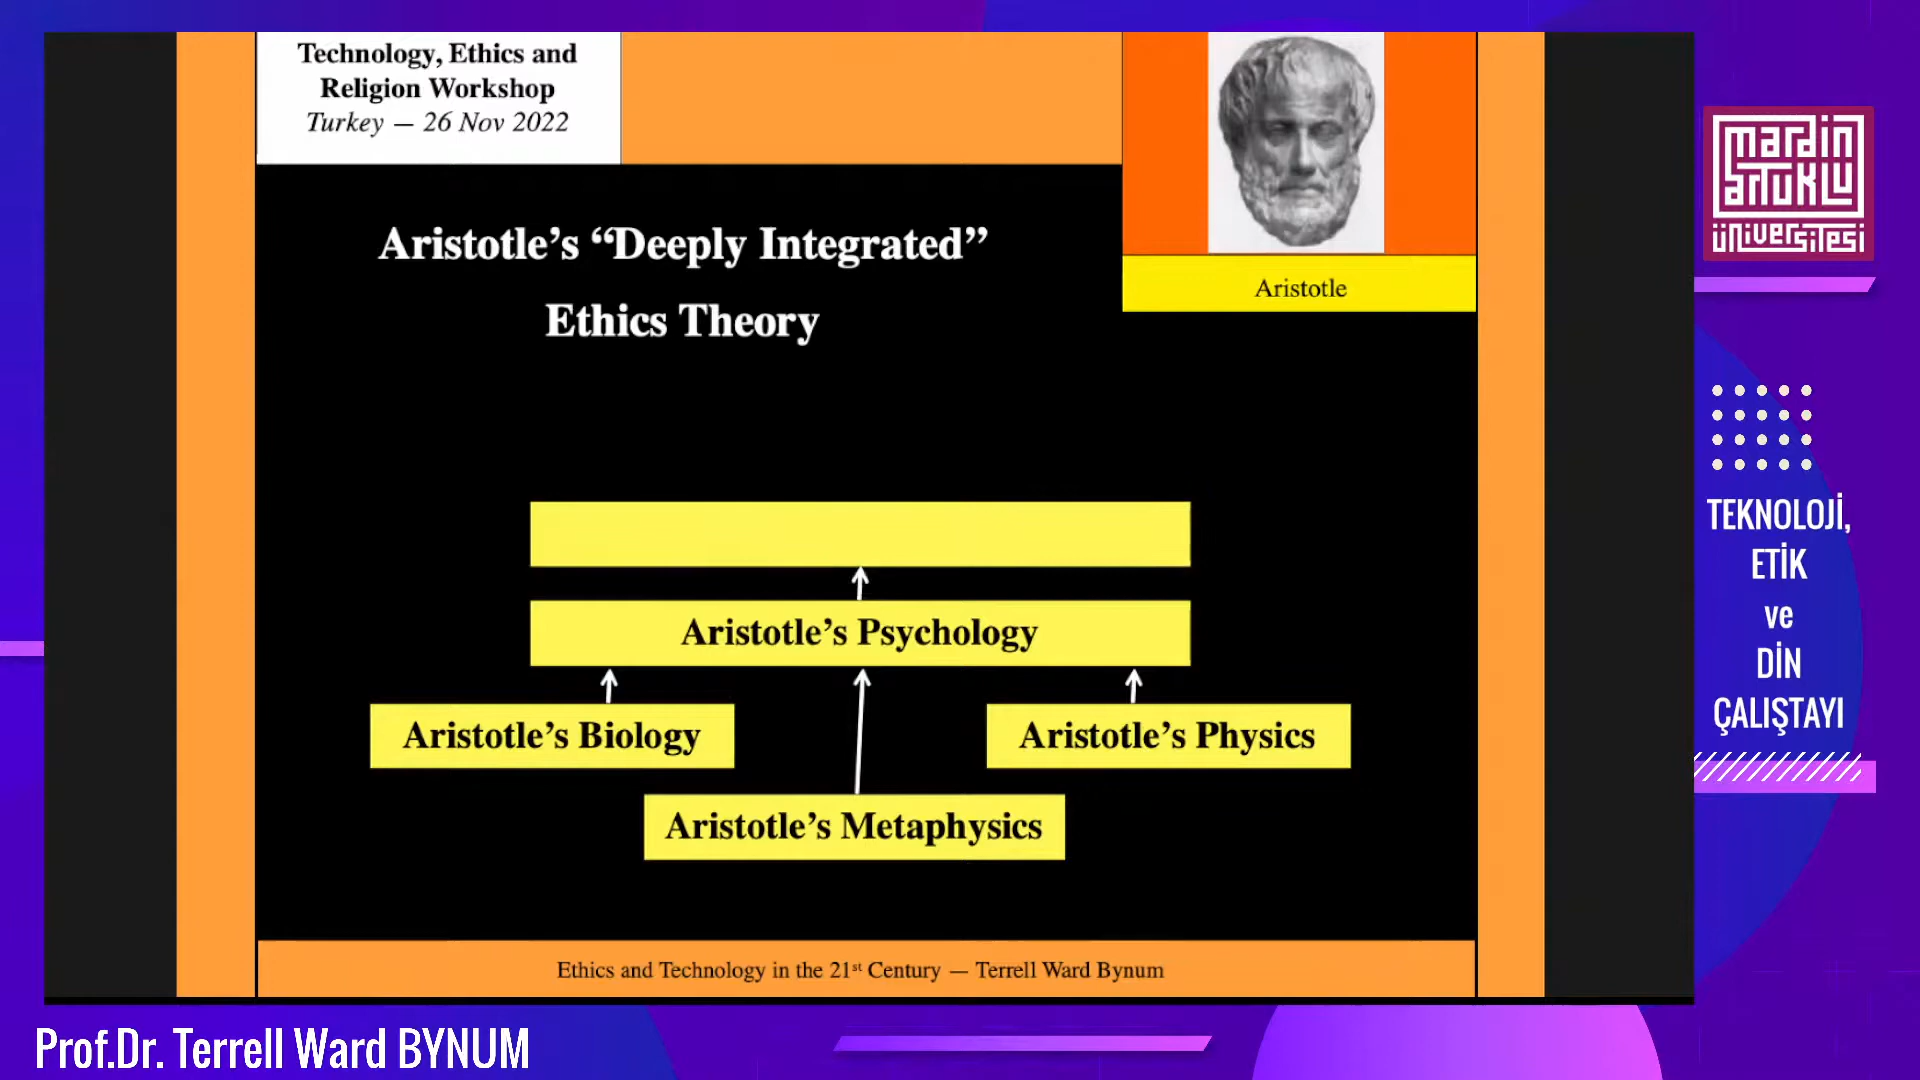 Technology, Ethics and
Religion Workshop
Turkey — 26 Nov 2022
Aristotle
Aristotle’s “Deeply Integrated”
Ethics Theory
Aristotle’s Psychology
Aristotle’s Biology
Aristotle’s Physics
Aristotle’s Metaphysics
Ethics and Technology in the 21st Century — Terrell Ward Bynum
mardin
artuklu
üniversitesi
TEKNOLOJİ,
ETİK
ve
DİN
ÇALIŞTAYI
Prof.Dr. Terrell Ward BYNUM